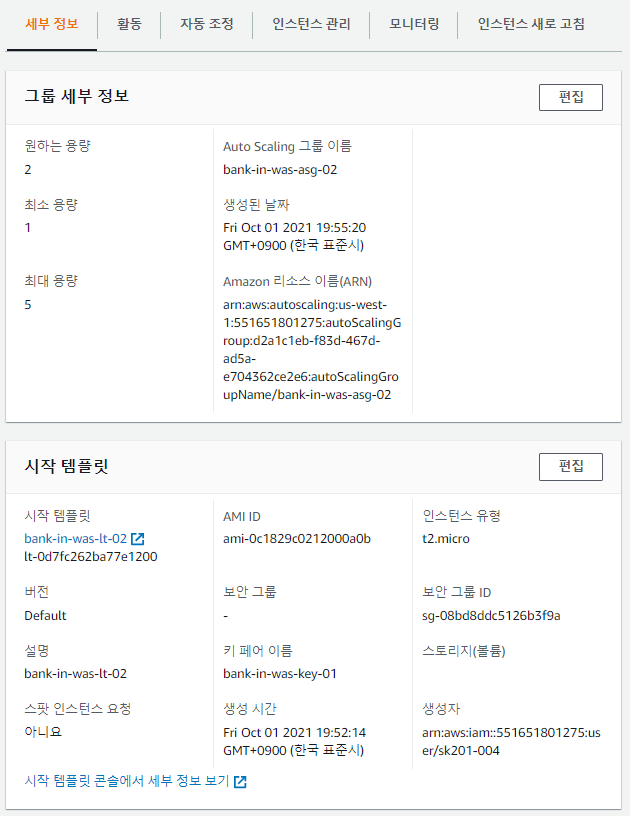 세부 정보
활동
자동 조정
인스턴스 관리
모니터링
인스턴스 새로 고침
그룹 세부 정보
편집
원하는 용량
2
최소 용량
1
최대 용량
5
Auto Scaling 그룹 이름
bank-in-was-asg-02
생성된 날짜
Fri Oct 01 2021 19:55:20
GMT+0900 (한국 표준시)
Amazon 리소스 이름(ARN)
arn:aws:autoscaling:us-west-
1:551651801275:autoScalingG
roup:d2a1c1eb-f83d-467d-
ad5a-
e704362ce2e6:autoScalingGro
upName/bank-in-was-asg-02
시작 템플릿
편집
시작 템플릿
bank-in-was-lt-02
lt-0d7fc262ba77e1200
버전
Default
설명
bank-in-was-lt-02
스팟 인스턴스 요청
아니요
AMI ID
ami-0c1829c0212000a0b
보안 그룹
-
키 페어 이름
bank-in-was-key-01
생성 시간
Fri Oct 01 2021 19:52:14
GMT+0900 (한국 표준시)
인스턴스 유형
t2.micro
보안 그룹 ID
sg-08bd8ddc5126b3f9a
스토리지(볼륨)
생성자
arn:aws:iam::551651801275:us
er/sk201-004
시작 템플릿 콘솔에서 세부 정보 보기